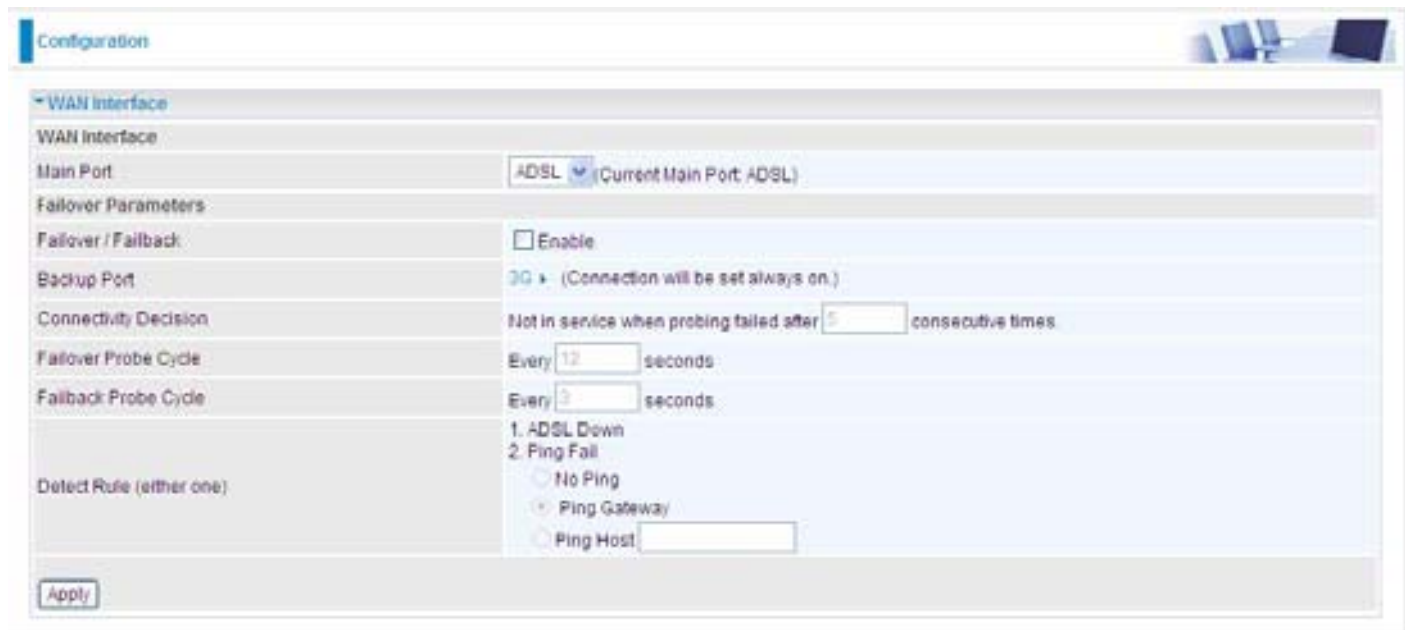 Configuration
WAN Interface
WAN Interface
Main Port ADSL (Current Main Port: ADSL)
Failover Parameters
Failover / Failback Enable
Backup Port 3G (Connection will be set always on.)
Connectivity Decision Not in service when probing failed after 5 consecutive times
Failover Probe Cycle Every 12 seconds
Failback Probe Cycle Every 3 seconds
Detect Rule (either one)
1. ADSL Down
2. Ping Fail
No Ping
Ping Gateway
Ping Host
Apply